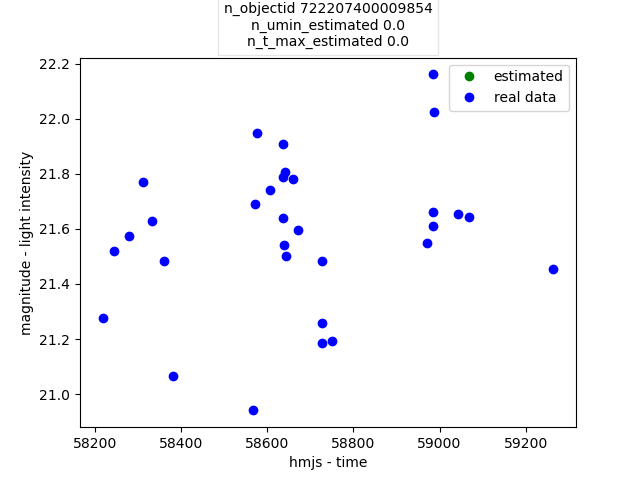 n_objectid 722207400009854
n_umin_estimated 0.0
n_t_max_estimated 0.0
estimated
real data
magnitude - light intensity
22.2
22.0
21.8
21.6
21.4
21.2
21.0
58200 58400 58600 58800 59000 59200
hmjs - time